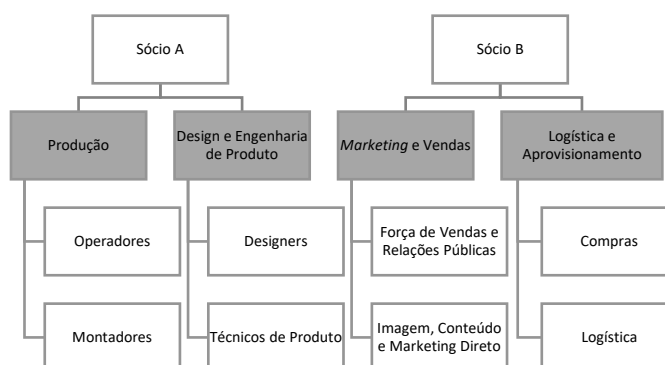 Sócio A
Sócio B
Produção
Design e Engenharia
de Produto
Marketing e Vendas
Logística e
Aprovisionamento
Operadores
Designers
Força de Vendas e
Relações Públicas
Compras
Montadores
Técnicos de Produto
Imagem, Conteúdo
e Marketing Direto
Logística